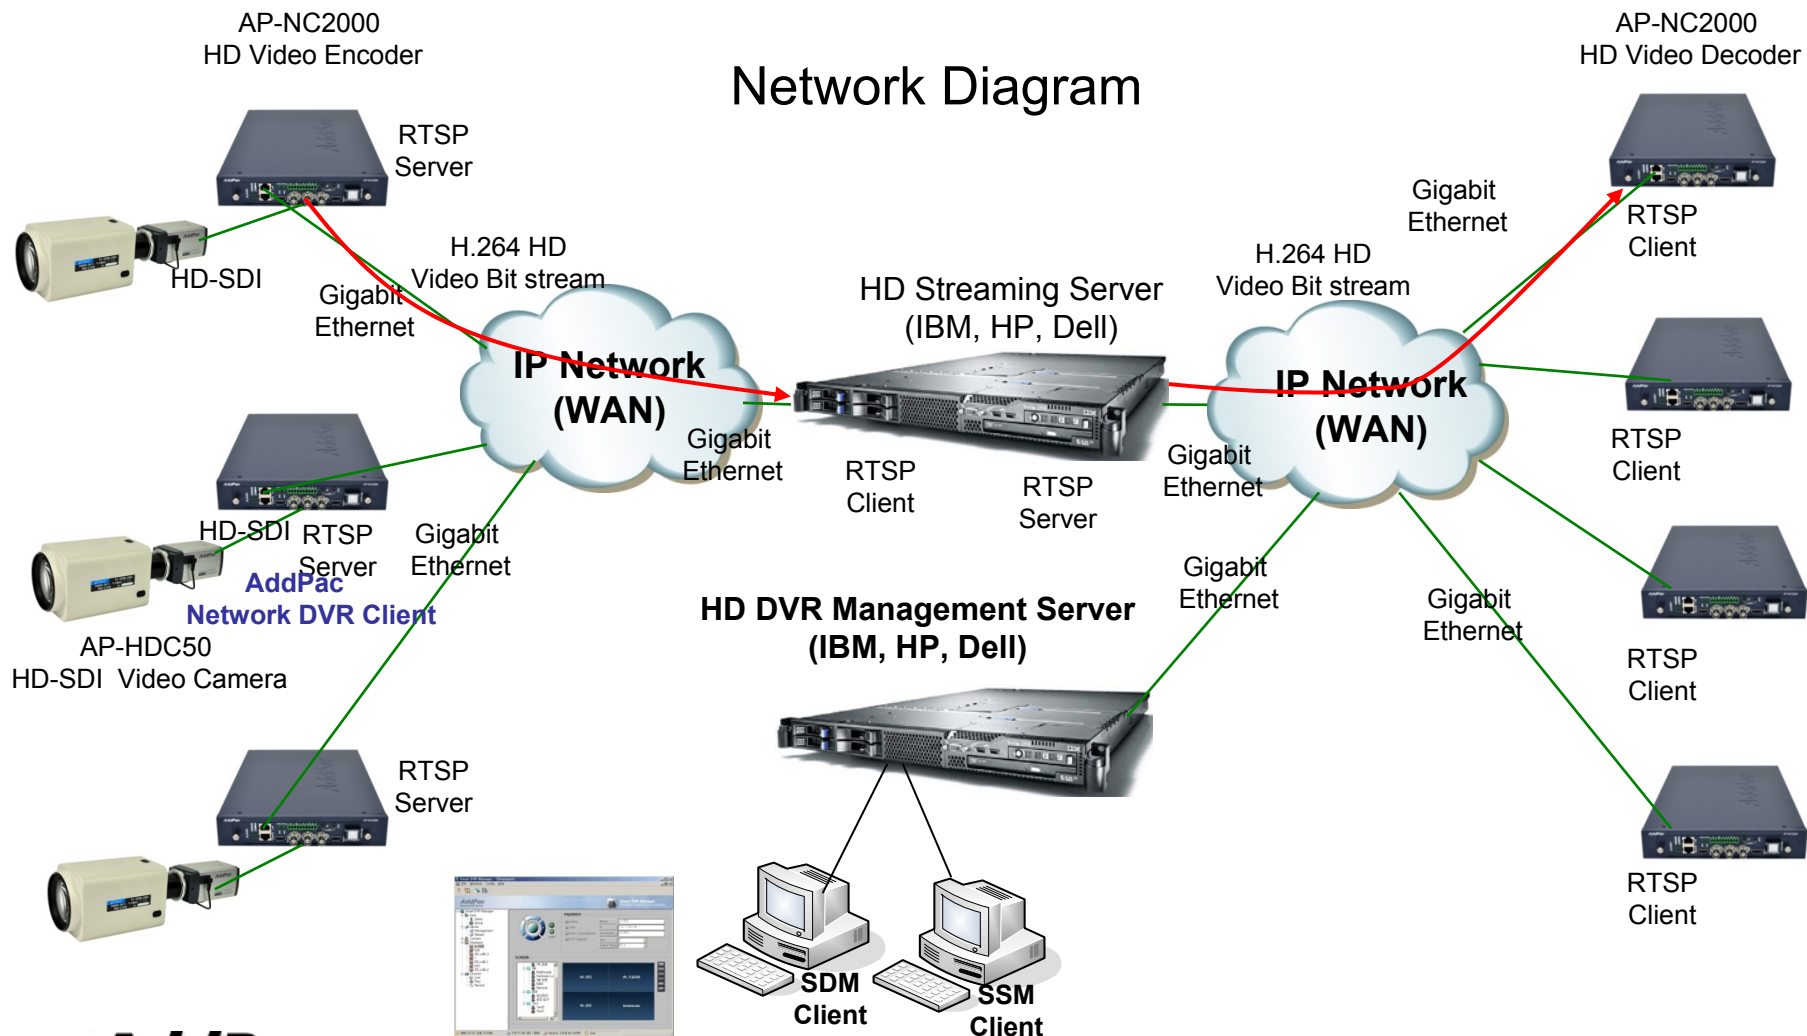 AP-NC2000
HD Video Encoder
AP-NC2000
HD Video Decoder
Network Diagram
RTSP
Server
Gigabit
Ethernet
RTSP
Client
HD-SDI
H.264 HD
Video Bit stream
Gigabit
Ethernet
HD Streaming Server
(IBM, HP, Dell)
H.264 HD
Video Bit stream
IP Network
(WAN)
IP Network
(WAN)
Gigabit
Ethernet
RTSP
Client
RTSP
Server
Gigabit
Ethernet
RTSP
Client
HD-SDI
RTSP
Server
Gigabit
Ethernet
AddPac
Network DVR Client
Gigabit
Ethernet
Gigabit
Ethernet
HD DVR Management Server
(IBM, HP, Dell)
AP-HDC50
HD-SDI Video Camera
RTSP
Client
RTSP
Server
RTSP
Client
SDM
Client
SSM
Client
AddPac